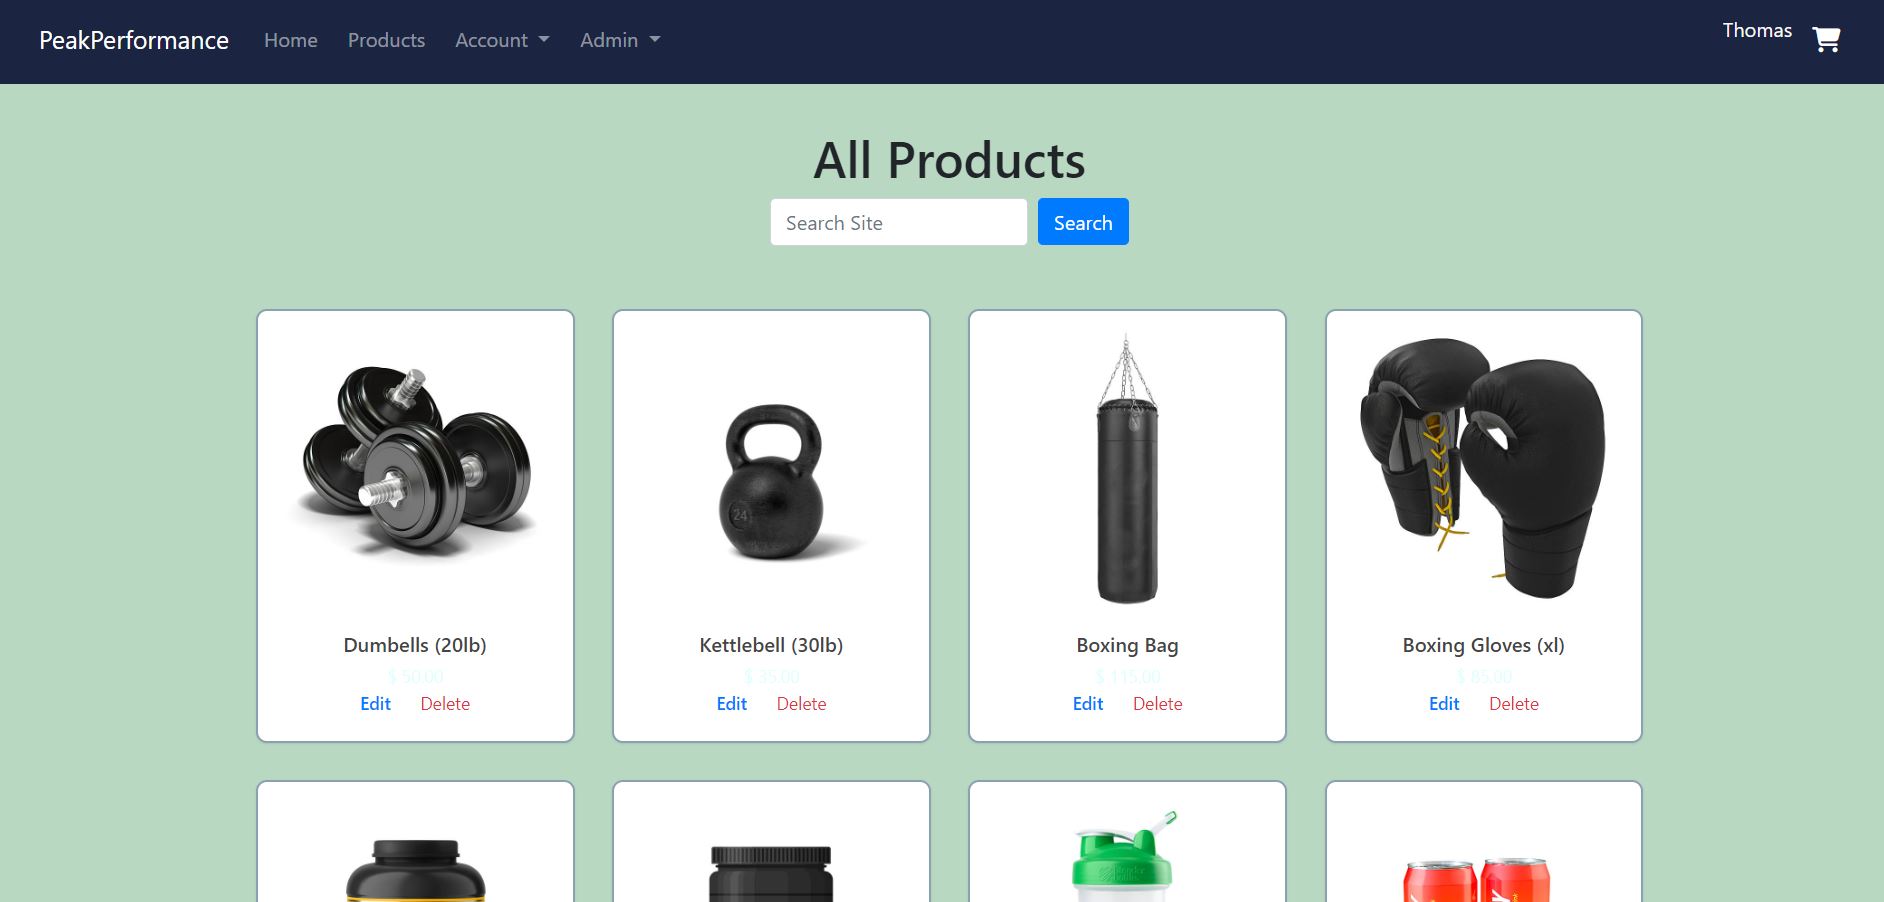 PeakPerformance Home Products Account Admin Thomas
All Products
Search Site Search
24
Dumbells (20lb) Kettlebell (30lb) Boxing Bag Boxing Gloves (xl)
$ 50.00 $ 35.00 $ 115.00 $ 85.00
Edit Delete Edit Delete Edit Delete Edit Delete